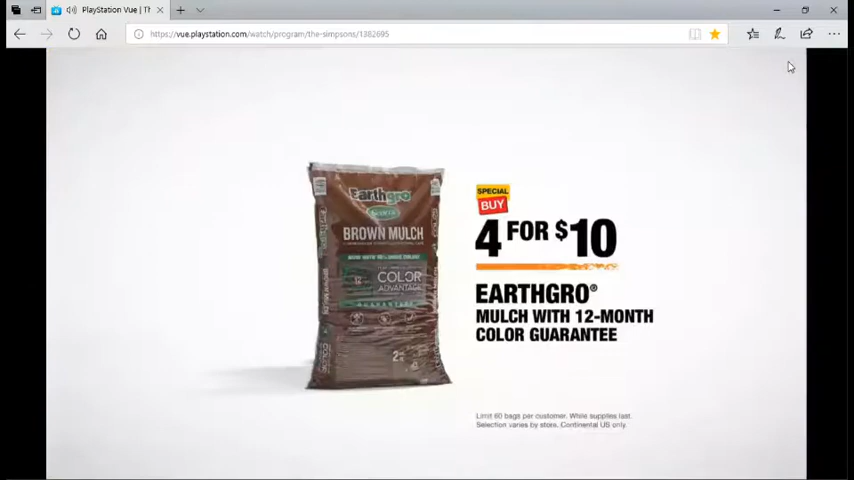 PlayStation Vue | Th
https://vue.playstation.com/watch/program/the-simpsons/1382695
Earthgro
Scotts
BROWN MULCH
COLOR
ADVANTAGE
GUARANTEE
2
SPECIAL
BUY
4 FOR $10
EARTHGRO®
MULCH WITH 12-MONTH
COLOR GUARANTEE
Limit 60 bags per customer. While supplies last.
Selection varies by store. Continental US only.